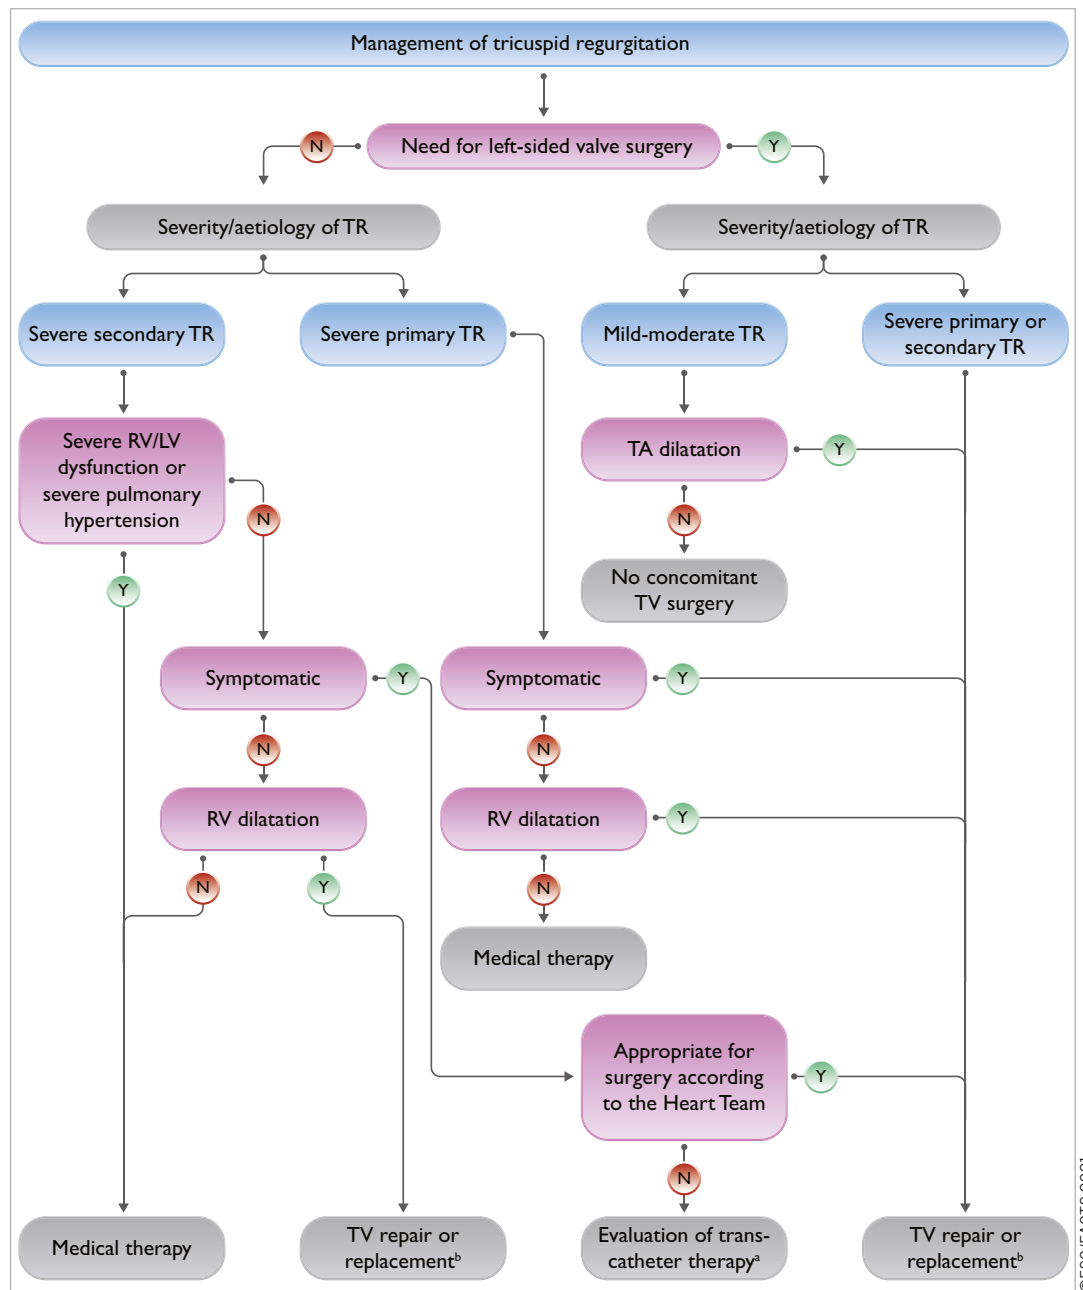 Management of tricuspid regurgitation
N
Need for left-sided valve surgery
Y
Severity/aetiology of TR
Severity/aetiology of TR
Severe secondary TR
Severe primary TR
Mild-moderate TR
Severe primary or
secondary TR
Severe RV/LV
dysfunction or
severe pulmonary
hypertension
N
Y
TA dilatation
Y
N
No concomitant
TV surgery
Symptomatic
Y
Symptomatic
Y
N
N
RV dilatation
RV dilatation
Y
N
Y
N
Medical therapy
Appropriate for
surgery according
to the Heart Team
Y
N
Medical therapy
TV repair or
replacementᵇ
Evaluation of trans-
catheter therapyᵃ
TV repair or
replacementᵇ